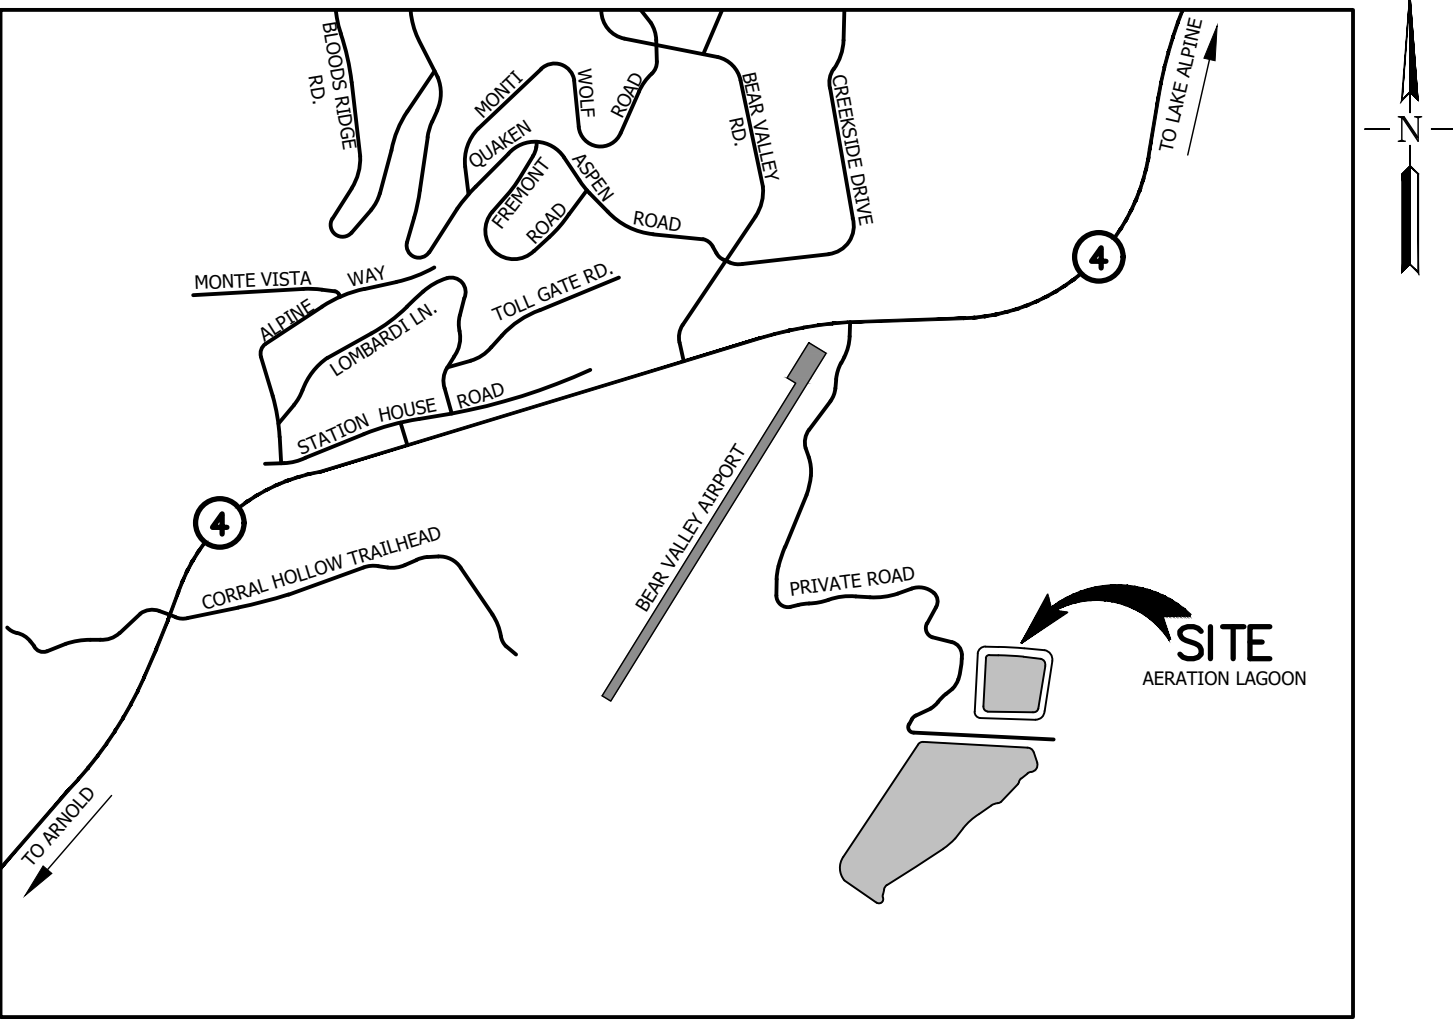 BLOODS RIDGE
RD.
MONTI
WOLF
ROAD
BEAR VALLEY
RD.
CREEKSIDE DRIVE
TO LAKE ALPINE
N
QUAKEN
ASPEN
ROAD
FREMONT
ROAD
4
MONTE VISTA
WAY
ALPINE
LOMBARDI LN.
TOLL GATE RD.
STATION HOUSE ROAD
4
BEAR VALLEY AIRPORT
CORRAL HOLLOW TRAILHEAD
PRIVATE ROAD
SITE
AERATION LAGOON
TO ARNOLD